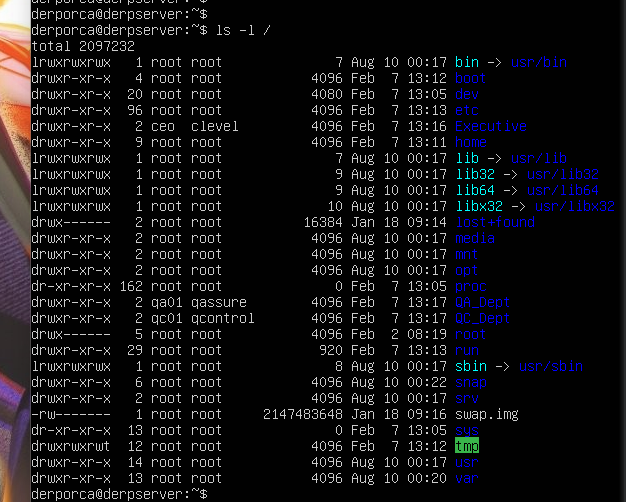 derporca@derpserver:~$
derporca@derpserver:~$
derporca@derpserver:~$ ls -l /
total 2097232
lrwxrwxrwx 1 root root 7 Aug 10 00:17 bin -> usr/bin
drwxr-xr-x 4 root root 4096 Feb 7 13:12 boot
drwxr-xr-x 20 root root 4080 Feb 7 13:05 dev
drwxr-xr-x 96 root root 4096 Feb 7 13:13 etc
drwxr-xr-x 2 ceo clevel 4096 Feb 7 13:16 Executive
drwxr-xr-x 9 root root 4096 Feb 7 13:11 home
lrwxrwxrwx 1 root root 7 Aug 10 00:17 lib -> usr/lib
lrwxrwxrwx 1 root root 9 Aug 10 00:17 lib32 -> usr/lib32
lrwxrwxrwx 1 root root 9 Aug 10 00:17 lib64 -> usr/lib64
lrwxrwxrwx 1 root root 10 Aug 10 00:17 libx32 -> usr/libx32
drwx------ 2 root root 16384 Jan 18 09:14 lost+found
drwxr-xr-x 2 root root 4096 Aug 10 00:17 media
drwxr-xr-x 2 root root 4096 Aug 10 00:17 mnt
drwxr-xr-x 2 root root 4096 Aug 10 00:17 opt
dr-xr-xr-x 162 root root 0 Feb 7 13:05 proc
drwxr-xr-x 2 qa01 qassure 4096 Feb 7 13:17 QA_Dept
drwxr-xr-x 2 qc01 qcontrol 4096 Feb 7 13:17 QC_Dept
drwx------ 5 root root 4096 Feb 2 08:19 root
drwxr-xr-x 29 root root 920 Feb 7 13:13 run
lrwxrwxrwx 1 root root 8 Aug 10 00:17 sbin -> usr/sbin
drwxr-xr-x 6 root root 4096 Aug 10 00:22 snap
drwxr-xr-x 2 root root 4096 Aug 10 00:17 srv
-rw------- 1 root root 2147483648 Jan 18 09:16 swap.img
dr-xr-xr-x 13 root root 0 Feb 7 13:05 sys
drwxrwxrwt 12 root root 4096 Feb 7 13:12 tmp
drwxr-xr-x 14 root root 4096 Aug 10 00:17 usr
drwxr-xr-x 13 root root 4096 Aug 10 00:20 var
derporca@derpserver:~$